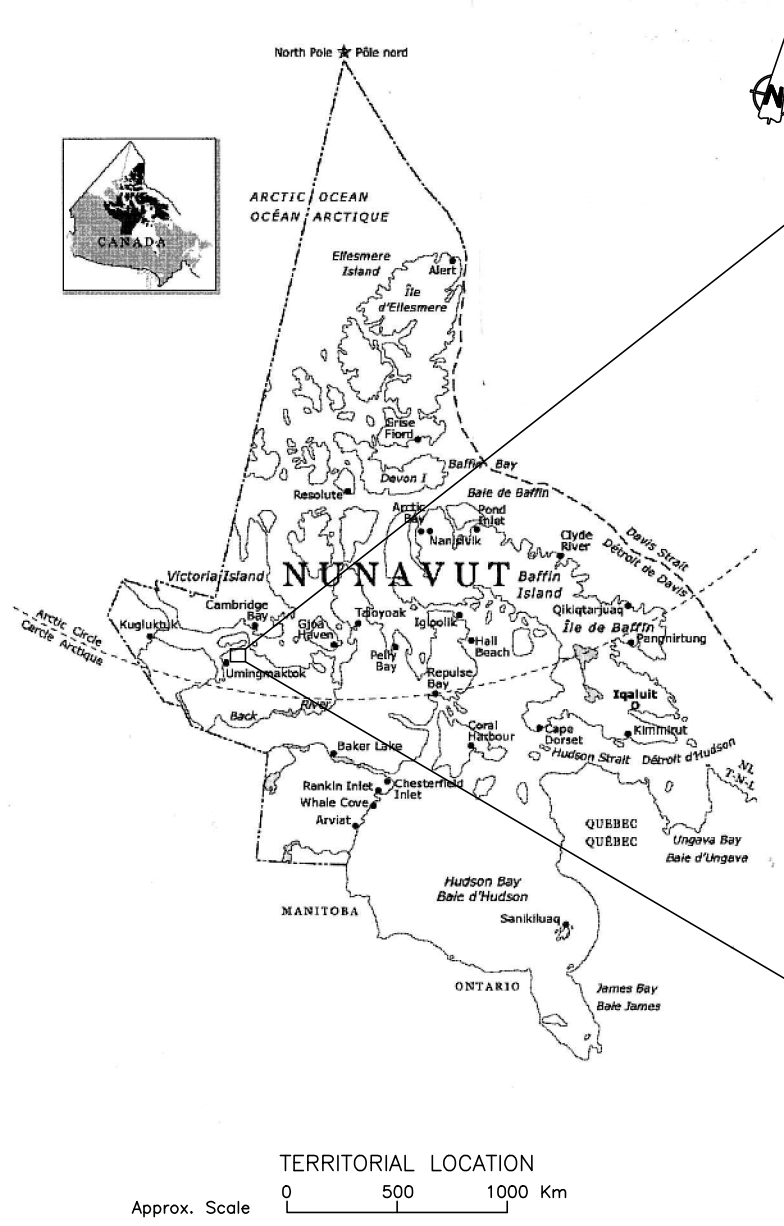 North Pole ★ Pôle nord
N
ARCTIC OCEAN
OCÉAN ARCTIQUE
CANADA
Ellesmere
Island
Alert
Île
d'Ellesmere
Grise
Fiord
Devon I
Baffin Bay
Baie de Baffin
Resolute
Arctic
Bay
Nanisivik
Pond
Inlet
Clyde
River
Davis Strait
Détroit de Davis
Victoria Island
NUNAVUT
Baffin
Island
Île de Baffin
Arctic Circle
Cercle Arctique
Kugluktuk
Cambridge
Bay
Umingmaktok
Gjoa
Haven
Taloyoak
Pelly
Bay
Igloolik
Hall
Beach
Repulse
Bay
Qikiqtarjuaq
Pangnirtung
Iqaluit
Kimmirut
Cape
Dorset
Back River
Baker Lake
Coral
Harbour
Hudson Strait Détroit d'Hudson
NL
T-N-L
Rankin Inlet
Chesterfield
Inlet
Whale Cove
Arviat
QUEBEC
QUÉBEC
Ungava Bay
Baie d'Ungava
Hudson Bay
Baie d'Hudson
MANITOBA
Sanikiluaq
ONTARIO
James Bay
Baie James
TERRITORIAL LOCATION
Approx. Scale
0 500 1000 Km